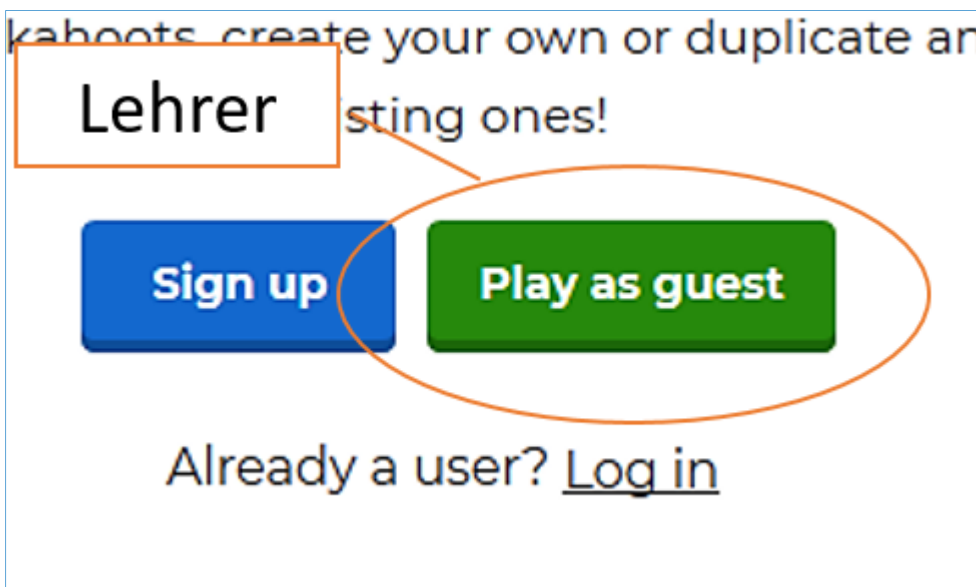 kahoots, create your own or duplicate an
Lehrer
isting ones!
Sign up
Play as guest
Already a user? Log in